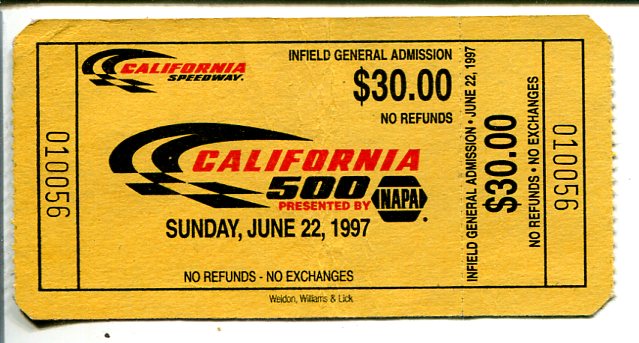 010056
CALIFORNIA
SPEEDWAY.
INFIELD GENERAL ADMISSION
$30.00
NO REFUNDS
CALIFORNIA
500
PRESENTED BY NAPA
SUNDAY, JUNE 22, 1997
NO REFUNDS - NO EXCHANGES
Weldon, Williams & Lick
INFIELD GENERAL ADMISSION • JUNE 22, 1997
$30.00
NO REFUNDS • NO EXCHANGES
010056